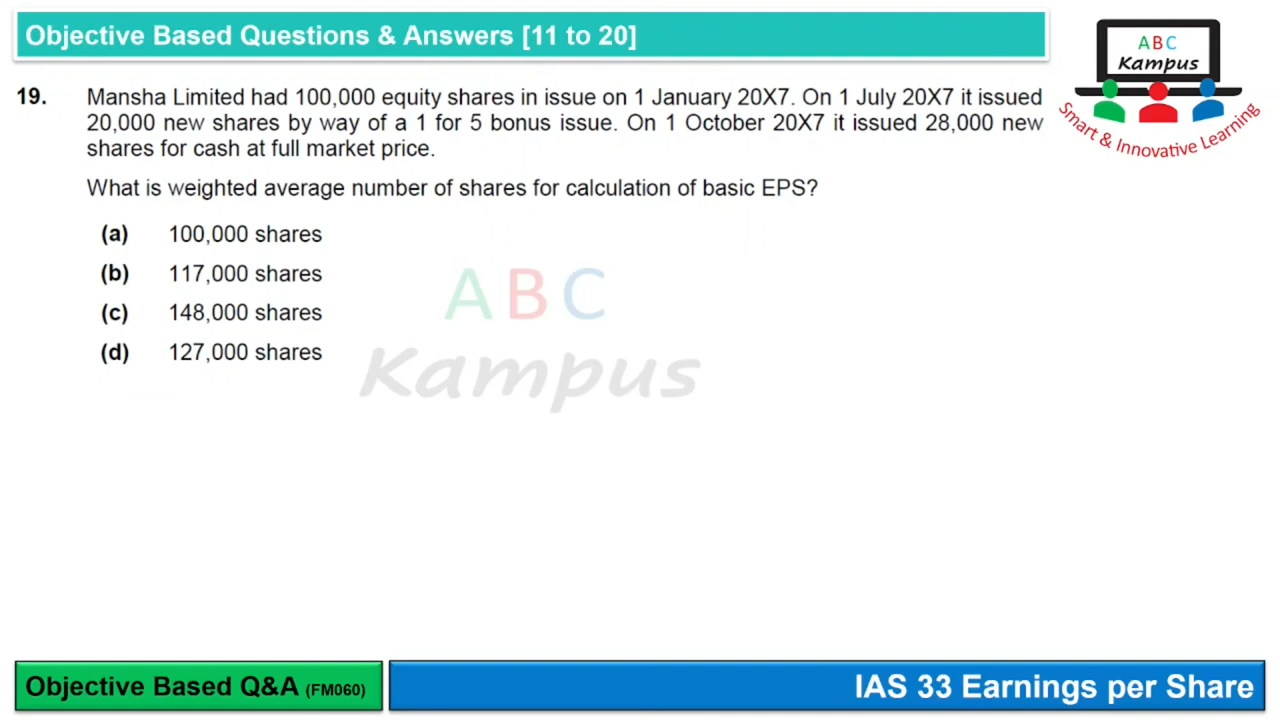 Objective Based Questions & Answers [11 to 20]
A B C
Kampus
Smart & Innovative Learning
19. Mansha Limited had 100,000 equity shares in issue on 1 January 20X7. On 1 July 20X7 it issued
20,000 new shares by way of a 1 for 5 bonus issue. On 1 October 20X7 it issued 28,000 new
shares for cash at full market price.
What is weighted average number of shares for calculation of basic EPS?
(a) 100,000 shares
(b) 117,000 shares
(c) 148,000 shares
(d) 127,000 shares
A B C
Kampus
Objective Based Q&A (FM060)
IAS 33 Earnings per Share